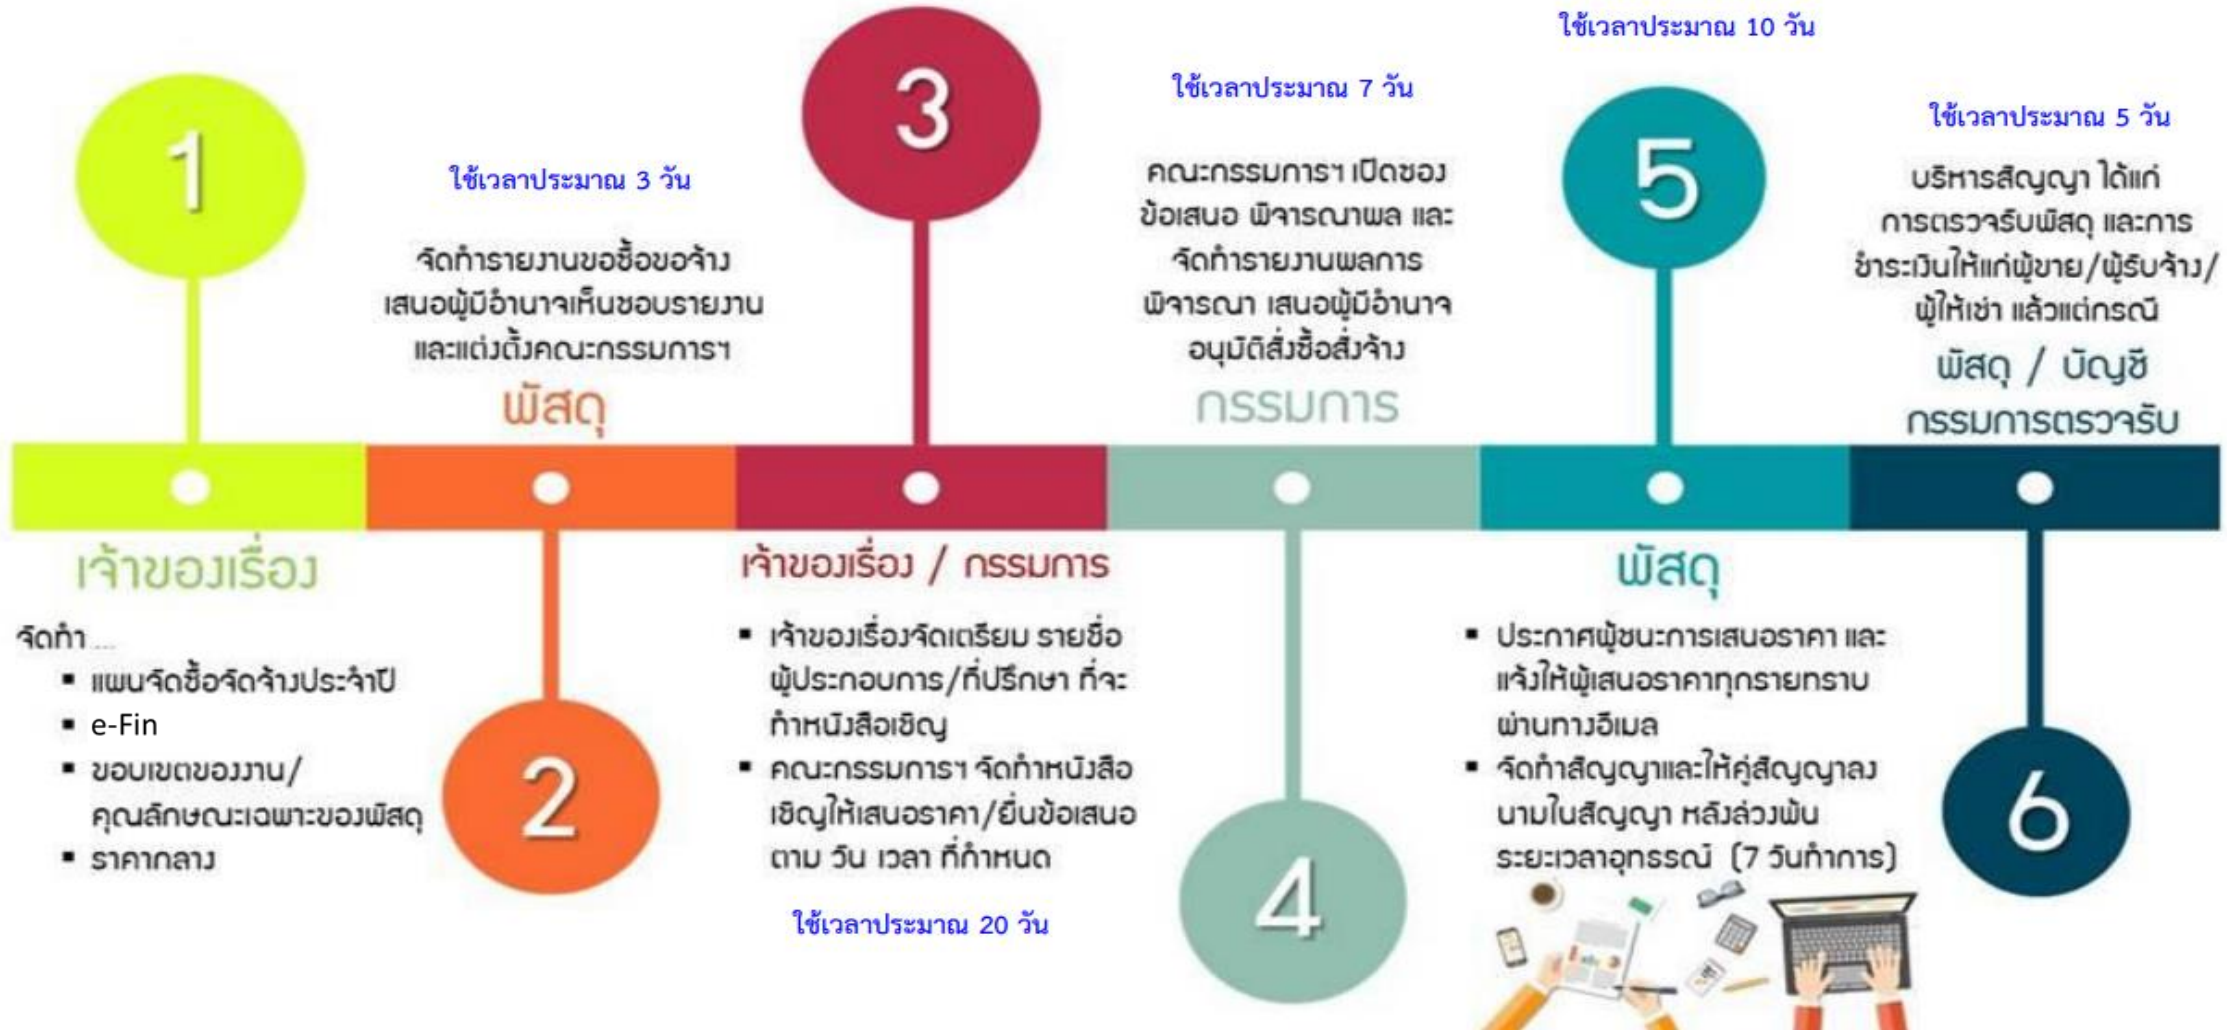 1
เจ้าของเรื่อง
จัดทำ ...
▪ แผนจัดซื้อจัดจ้างประจำปี
▪ e-Fin
▪ ขอบเขตของงาน/
คุณลักษณะเฉพาะของพัสดุ
▪ ราคากลาง
ใช้เวลาประมาณ 3 วัน
จัดทำรายงานขอซื้อขอจ้าง
เสนอผู้มีอำนาจเห็นชอบรายงาน
และแต่งตั้งคณะกรรมการฯ
พัสดุ
2
3
เจ้าของเรื่อง / กรรมการ
▪ เจ้าของเรื่องจัดเตรียม รายชื่อ
ผู้ประกอบการ/ที่ปรึกษา ที่จะ
ทำหนังสือเชิญ
▪ คณะกรรมการฯ จัดทำหนังสือ
เชิญให้เสนอราคา/ยื่นข้อเสนอ
ตาม วัน เวลา ที่กำหนด
ใช้เวลาประมาณ 20 วัน
ใช้เวลาประมาณ 7 วัน
คณะกรรมการฯ เปิดซอง
ข้อเสนอ พิจารณาผล และ
จัดทำรายงานผลการ
พิจารณา เสนอผู้มีอำนาจ
อนุมัติสั่งซื้อสั่งจ้าง
กรรมการ
4
ใช้เวลาประมาณ 10 วัน
5
พัสดุ
▪ ประกาศผู้ชนะการเสนอราคา และ
แจ้งให้ผู้เสนอราคาทุกรายทราบ
ผ่านทางอีเมล
▪ จัดทำสัญญาและให้คู่สัญญาลง
นามในสัญญา หลังล่วงพ้น
ระยะเวลาอุทธรณ์ (7 วันทำการ)
ใช้เวลาประมาณ 5 วัน
บริหารสัญญา ได้แก่
การตรวจรับพัสดุ และการ
ชำระเงินให้แก่ผู้ขาย/ผู้รับจ้าง/
ผู้ให้เช่า แล้วแต่กรณี
พัสดุ / บัญชี
กรรมการตรวจรับ
6